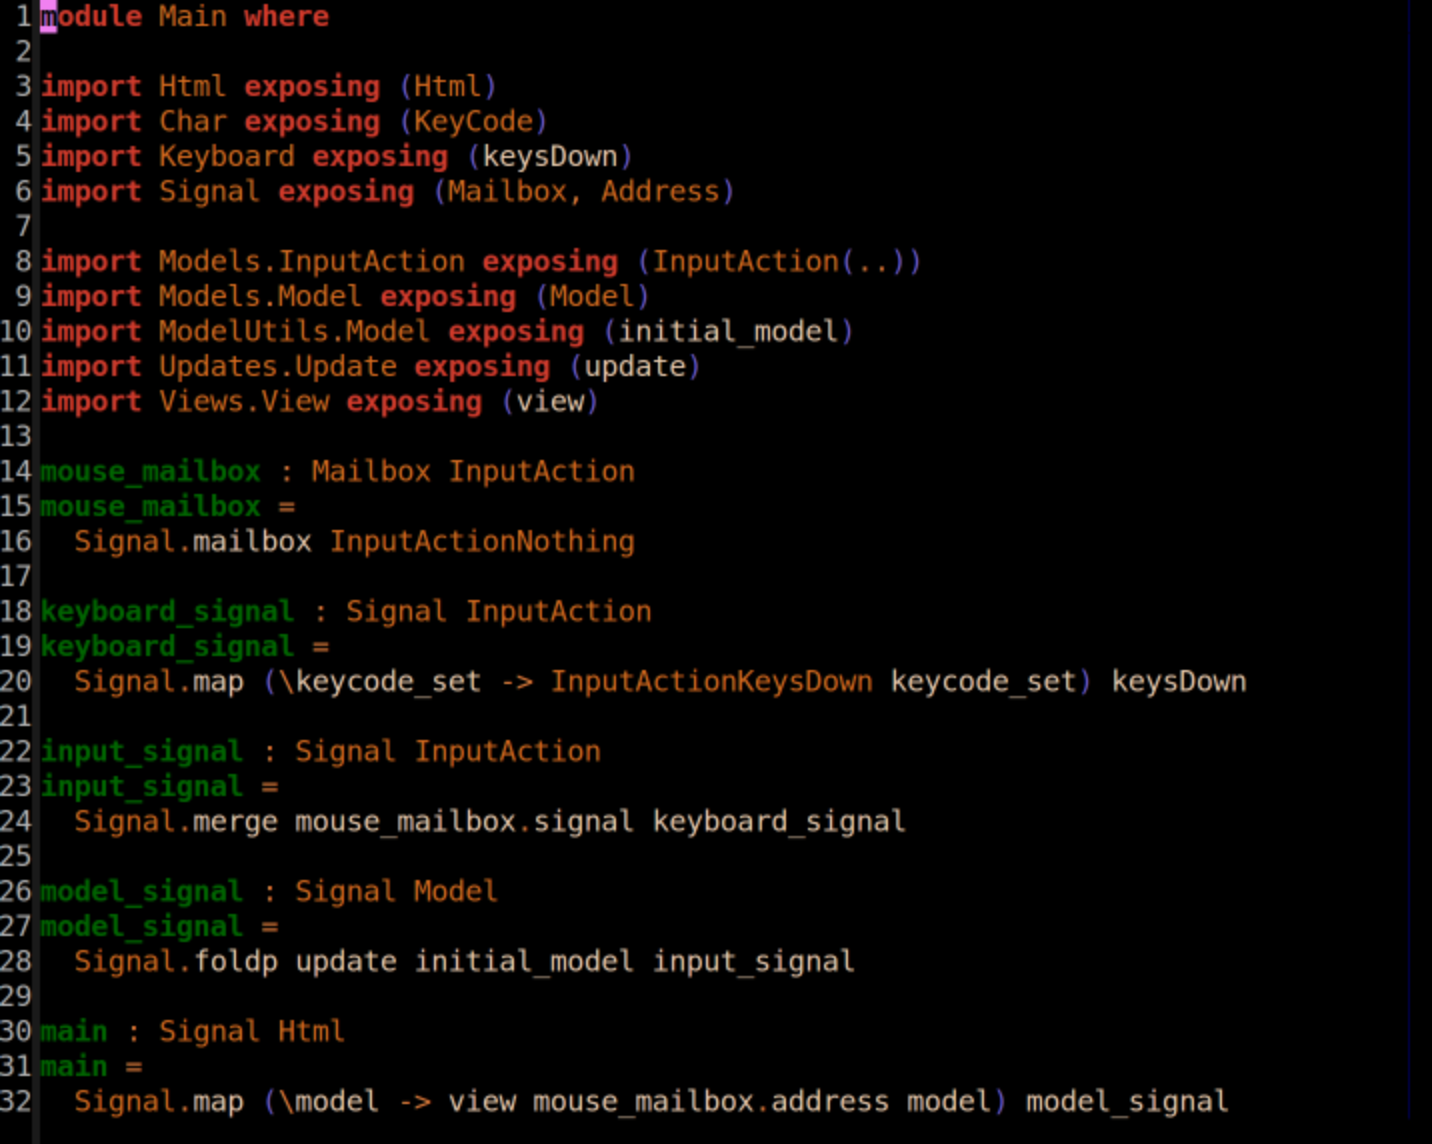 1 module Main where
2
3 import Html exposing (Html)
4 import Char exposing (KeyCode)
5 import Keyboard exposing (keysDown)
6 import Signal exposing (Mailbox, Address)
7
8 import Models.InputAction exposing (InputAction(..))
9 import Models.Model exposing (Model)
10 import ModelUtils.Model exposing (initial_model)
11 import Updates.Update exposing (update)
12 import Views.View exposing (view)
13
14 mouse_mailbox : Mailbox InputAction
15 mouse_mailbox =
16   Signal.mailbox InputActionNothing
17
18 keyboard_signal : Signal InputAction
19 keyboard_signal =
20   Signal.map (\keycode_set -> InputActionKeysDown keycode_set) keysDown
21
22 input_signal : Signal InputAction
23 input_signal =
24   Signal.merge mouse_mailbox.signal keyboard_signal
25
26 model_signal : Signal Model
27 model_signal =
28   Signal.foldp update initial_model input_signal
29
30 main : Signal Html
31 main =
32   Signal.map (\model -> view mouse_mailbox.address model) model_signal